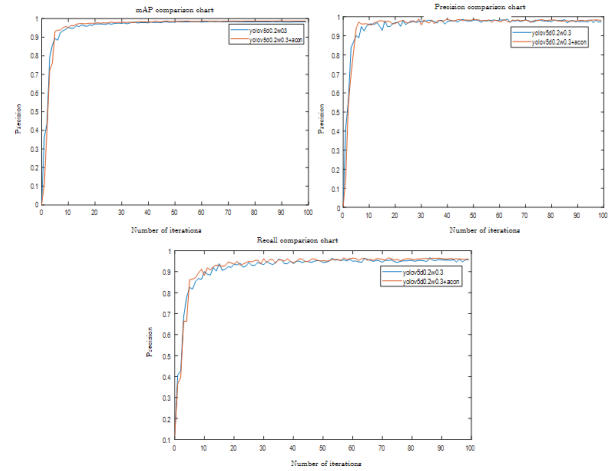 mAP comparison chart
1
0.9
0.8
0.7
0.6
0.5
0.4
0.3
0.2
0.1
0
Precision
yolov5d0.2w03
yolov5d0.2w0.3+acon
0 10 20 30 40 50 60 70 80 90 100
Number of iterations
Precision comparison chart
1
0.9
0.8
0.7
0.6
0.5
0.4
0.3
0.2
0.1
0
Precision
yolov5d0.2w0.3
yolov5d0.2w0.3+acon
0 10 20 30 40 50 60 70 80 90 100
Number of iterations
Recall comparison chart
1
0.9
0.8
0.7
0.6
0.5
0.4
0.3
0.2
0.1
Precision
yolov5d0.2w0.3
yolov5d0.2w0.3+acon
0 10 20 30 40 50 60 70 80 90 100
Number of iterations